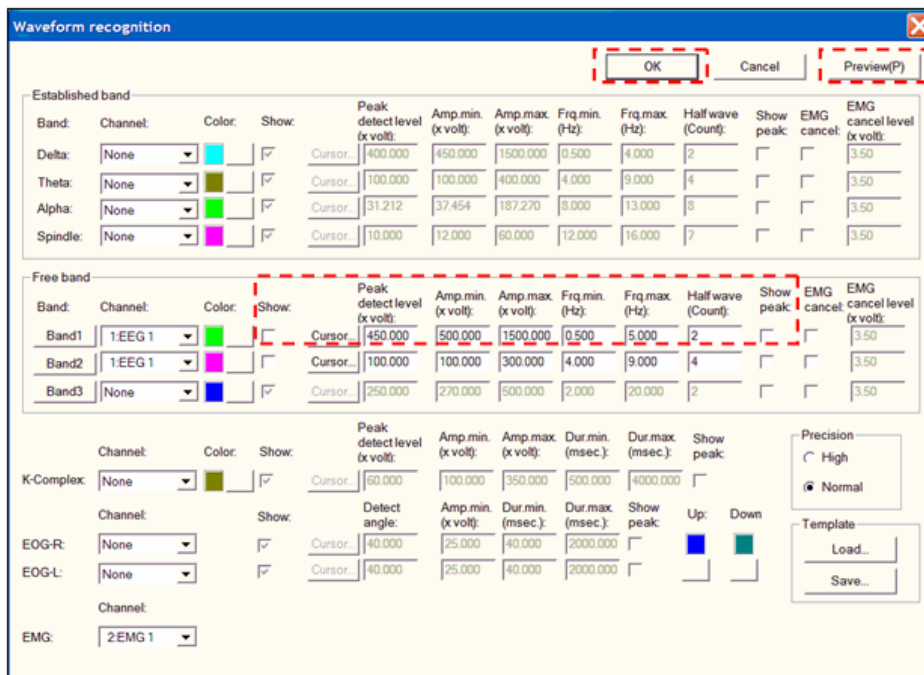 Waveform recognition
OK Cancel Preview(P)
Established band
Band: Channel: Color: Show: Peak detect level (x volt) Amp.min. (x volt): Amp.max. (x volt): Frq.min. (Hz): Frq.max. (Hz): Half wave (Count): Show peak: EMG cancel: EMG cancel level (x volt):
Delta: None Cursor... 400.000 450.000 1500.000 0.500 4.000 2 3.50
Theta: None Cursor... 100.000 100.000 400.000 4.000 9.000 4 3.50
Alpha: None Cursor... 31.212 37.454 187.270 8.000 13.000 8 3.50
Spindle: None Cursor... 10.000 12.000 60.000 12.000 16.000 7 3.50
Free band
Band: Channel: Color: Show: Peak detect level (x volt): Amp.min. (x volt): Amp.max. (x volt): Frq.min. (Hz): Frq.max. (Hz): Half wave (Count): Show peak: EMG cancel: EMG cancel level (x volt):
Band1 1:EEG 1 Cursor... 450.000 500.000 1500.000 0.500 5.000 2 3.50
Band2 1:EEG 1 Cursor... 100.000 100.000 300.000 4.000 9.000 4 3.50
Band3 None Cursor... 250.000 270.000 500.000 2.000 20.000 2 3.50
Channel: Color: Show: Peak detect level (x volt): Amp.min. (x volt): Amp.max. (x volt): Dur.min. (msec.): Dur.max. (msec.): Show peak:
K-Complex: None Cursor... 60.000 100.000 350.000 500.000 4000.000
Precision
High
Normal
Channel: Show: Detect angle: Amp.min. (x volt): Dur.min. (msec.): Dur.max. (msec.): Show peak: Up: Down
EOG-R: None Cursor... 40.000 25.000 40.000 2000.000
EOG-L: None Cursor... 40.000 25.000 40.000 2000.000
Template
Load...
Save...
Channel:
EMG: 2:EMG 1